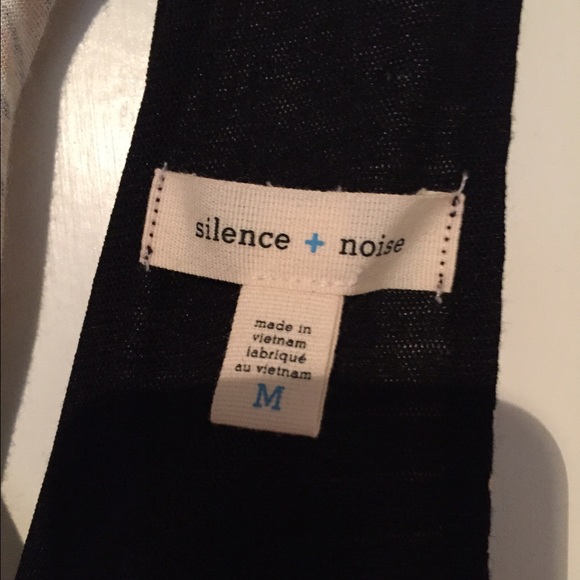 silence + noise
made in
vietnam
fabriqué
au vietnam
M